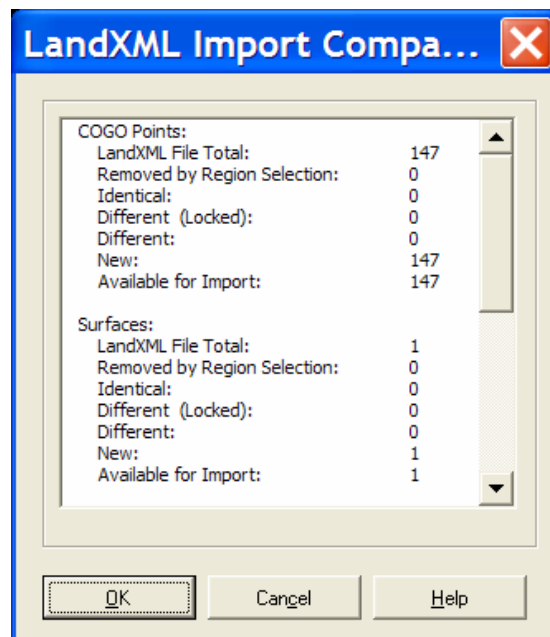 LandXML Import Compa...
COGO Points:
LandXML File Total: 147
Removed by Region Selection: 0
Identical: 0
Different (Locked): 0
Different: 0
New: 147
Available for Import: 147
Surfaces:
LandXML File Total: 1
Removed by Region Selection: 0
Identical: 0
Different (Locked): 0
Different: 0
New: 1
Available for Import: 1
OK Cancel Help